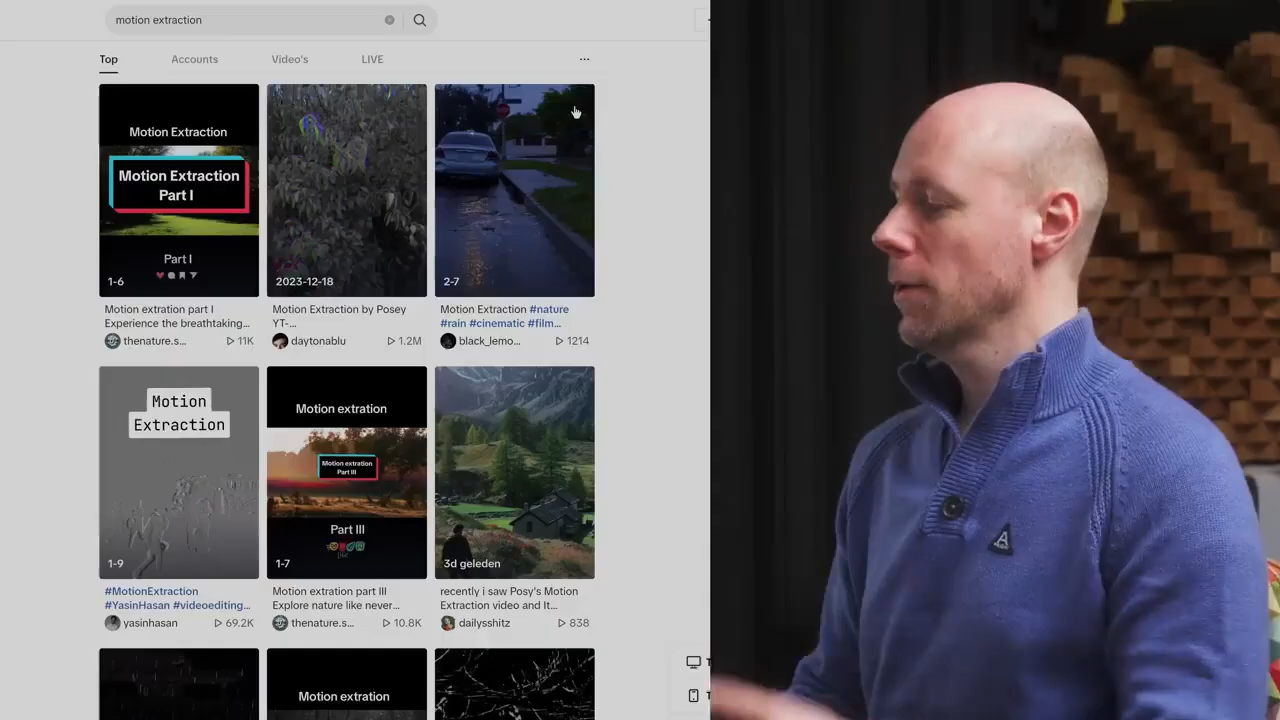 motion extraction
Top
Accounts
Video's
LIVE
Motion Extraction
Motion Extraction
Part I
Part I
1-6
2023-12-18
2-7
Motion extration part I
Experience the breathtaking...
thenature.s...
11K
Motion Extraction by Posey
YT-...
daytonablu
1.2M
Motion Extraction #nature
#rain #cinematic #film...
black_lemo...
1214
Motion
Extraction
1-9
Motion extration
Motion extration
Part III
Part III
1-7
3d geleden
#MotionExtraction
#YasinHasan #videoediting...
yasinhasan
69.2K
Motion extration part III
Explore nature like never...
thenature.s...
10.8K
recently i saw Posy's Motion
Extraction video and It...
dailysshitz
838
Motion extration
A